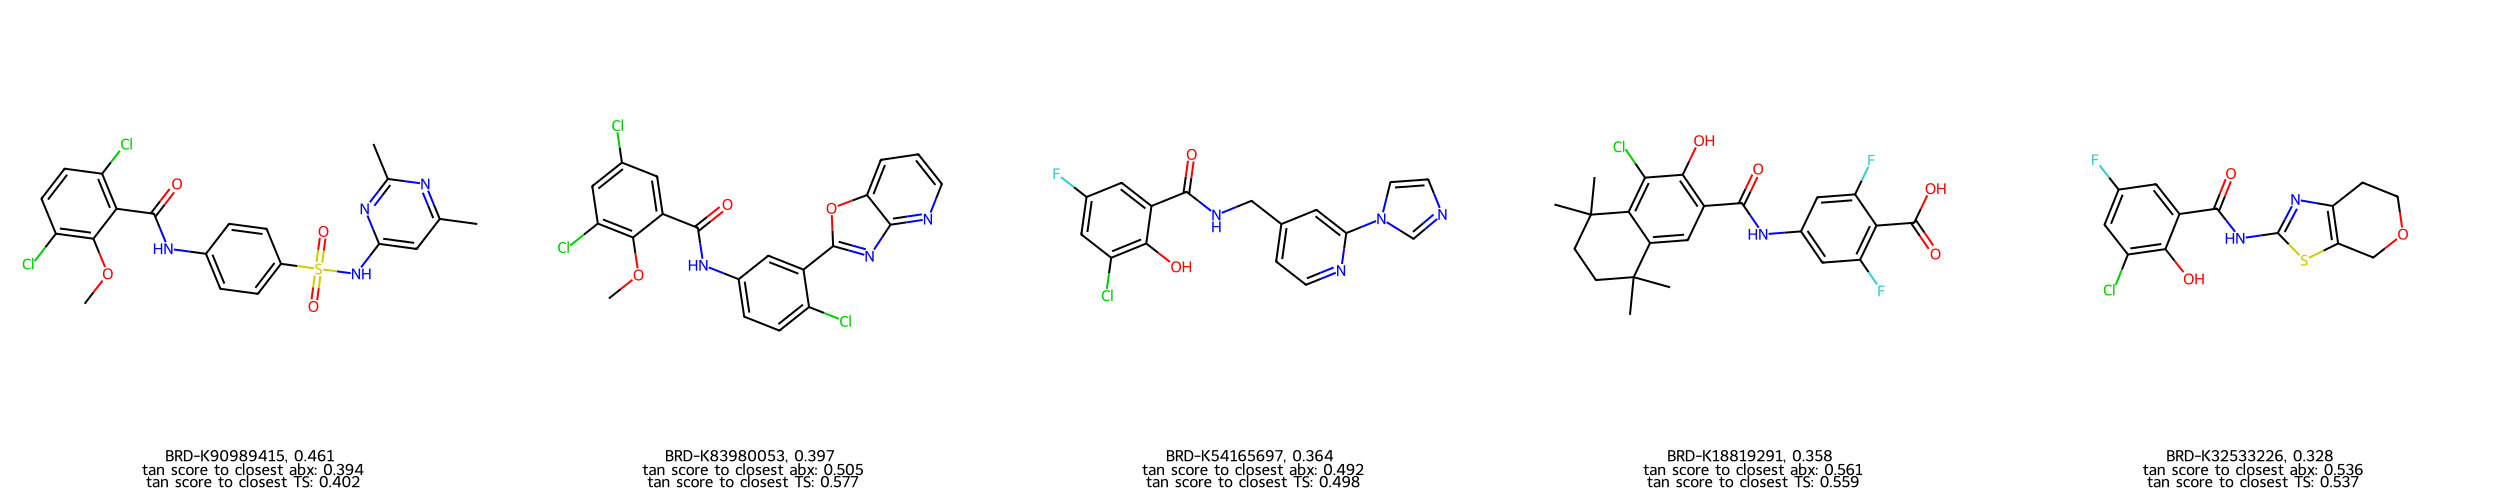 Cl
O
HN
Cl
O
O
S
O
NH
N
N
BRD-K90989415, 0.461
tan score to closest abx: 0.394
tan score to closest TS: 0.402
Cl
Cl
O
O
HN
O
N
N
Cl
BRD-K83980053, 0.397
tan score to closest abx: 0.505
tan score to closest TS: 0.577
F
Cl
OH
O
N
H
N
N
N
BRD-K54165697, 0.364
tan score to closest abx: 0.492
tan score to closest TS: 0.498
Cl
OH
O
HN
F
OH
O
F
BRD-K18819291, 0.358
tan score to closest abx: 0.561
tan score to closest TS: 0.559
F
Cl
OH
O
HN
N
S
O
BRD-K32533226, 0.328
tan score to closest abx: 0.536
tan score to closest TS: 0.537